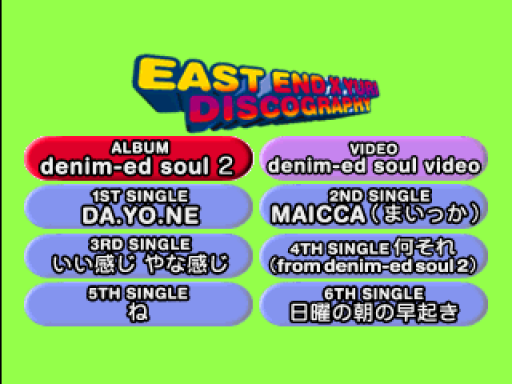 EAST END X YURI
DISCOGRAPHY
ALBUM
denim-ed soul 2
VIDEO
denim-ed soul video
1ST SINGLE
DA.YO.NE
2ND SINGLE
MAICCA(まいっか)
3RD SINGLE
いい感じ やな感じ
4TH SINGLE 何それ
(from denim-ed soul 2)
5TH SINGLE
ね
6TH SINGLE
日曜の朝の早起き